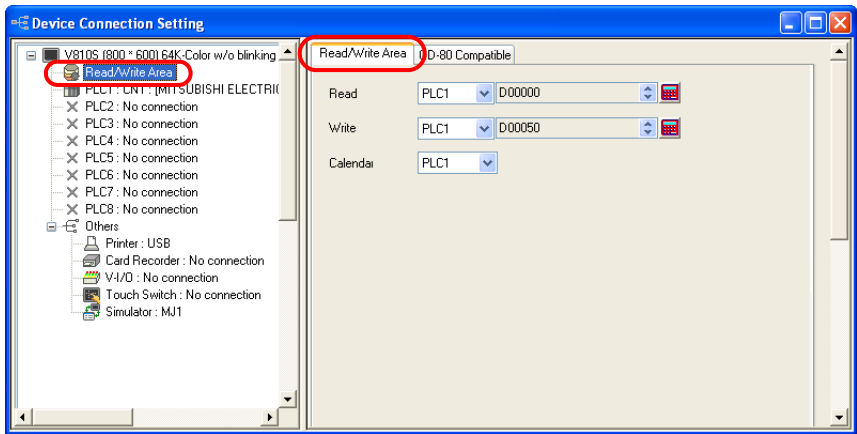 Device Connection Setting
V810S (800 * 600) 64K-Color w/o blinking
Read/Write Area
PLC1 : CNT : [MITSUBISHI ELECTRI
PLC2 : No connection
PLC3 : No connection
PLC4 : No connection
PLC5 : No connection
PLC6 : No connection
PLC7 : No connection
PLC8 : No connection
Others
Printer : USB
Card Recorder : No connection
V-I/O : No connection
Touch Switch : No connection
Simulator : MJ1
Read/Write Area
GD-80 Compatible
Read PLC1 D00000
Write PLC1 D00050
Calendar PLC1